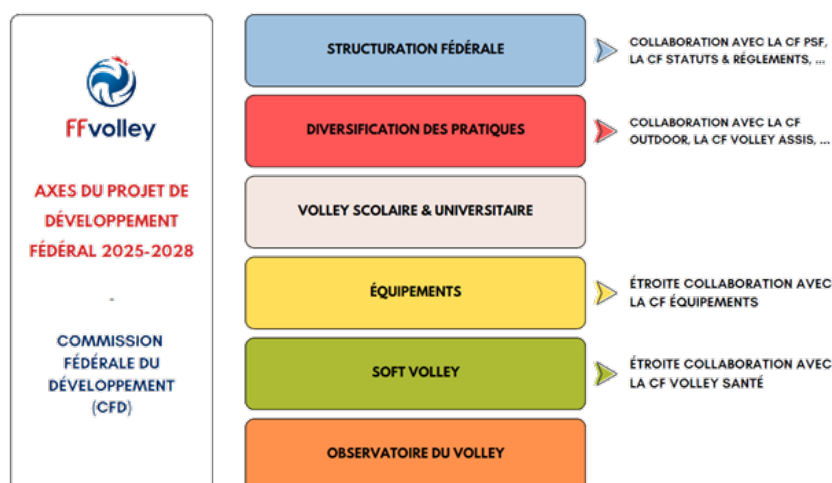 FFvolley
AXES DU PROJET DE
DÉVELOPPEMENT
FÉDÉRAL 2025-2028
-
COMMISSION
FÉDÉRALE DU
DÉVELOPPEMENT
(CFD)
STRUCTURATION FÉDÉRALE
COLLABORATION AVEC LA CF PSF,
LA CF STATUTS & RÉGLEMENTS, ...
DIVERSIFICATION DES PRATIQUES
COLLABORATION AVEC LA CF
OUTDOOR, LA CF VOLLEY ASSIS, ...
VOLLEY SCOLAIRE & UNIVERSITAIRE
ÉQUIPEMENTS
ÉTROITE COLLABORATION AVEC
LA CF ÉQUIPEMENTS
SOFT VOLLEY
ÉTROITE COLLABORATION AVEC
LA CF VOLLEY SANTÉ
OBSERVATOIRE DU VOLLEY